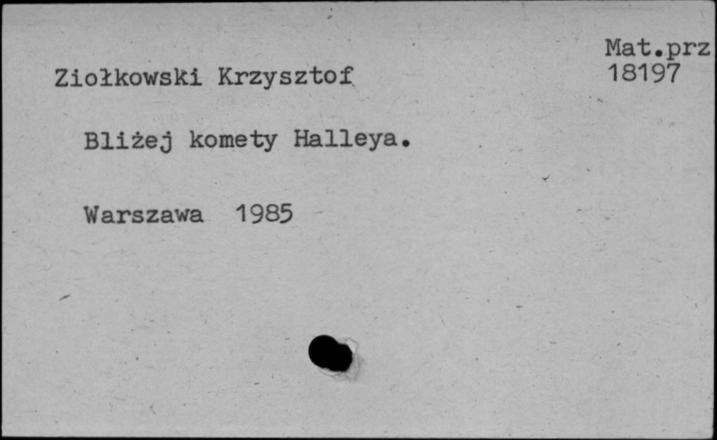 Mat.prz
18197
Ziołkowski Krzysztof
Bliżej komety Halleya.
Warszawa 1985